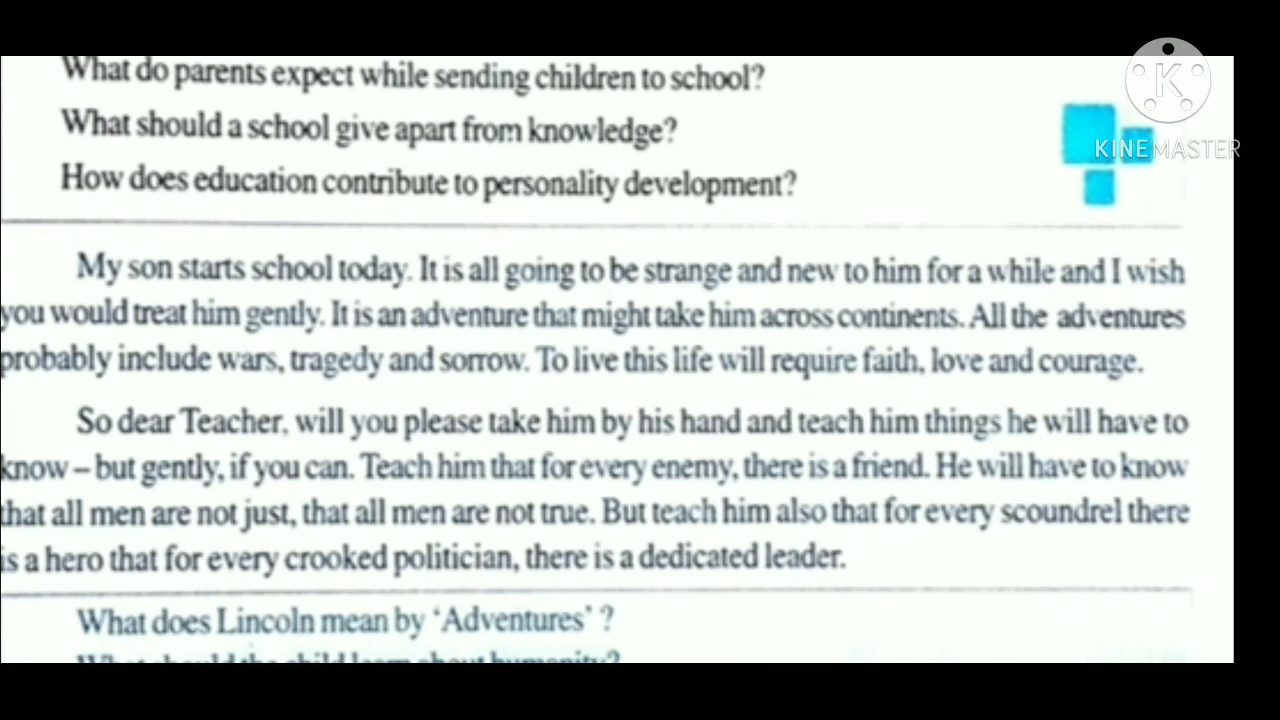 What do parents expect while sending children to school?
What should a school give apart from knowledge?
KINEMASTER
How does education contribute to personality development?
My son starts school today. It is all going to be strange and new to him for a while and I wish
you would treat him gently. It is an adventure that might take him across continents. All the adventures
probably include wars, tragedy and sorrow. To live this life will require faith, love and courage.
So dear Teacher, will you please take him by his hand and teach him things he will have to
know – but gently, if you can. Teach him that for every enemy, there is a friend. He will have to know
that all men are not just, that all men are not true. But teach him also that for every scoundrel there
is a hero that for every crooked politician, there is a dedicated leader.
What does Lincoln mean by ‘Adventures’ ?
What should the child learn about humanity?